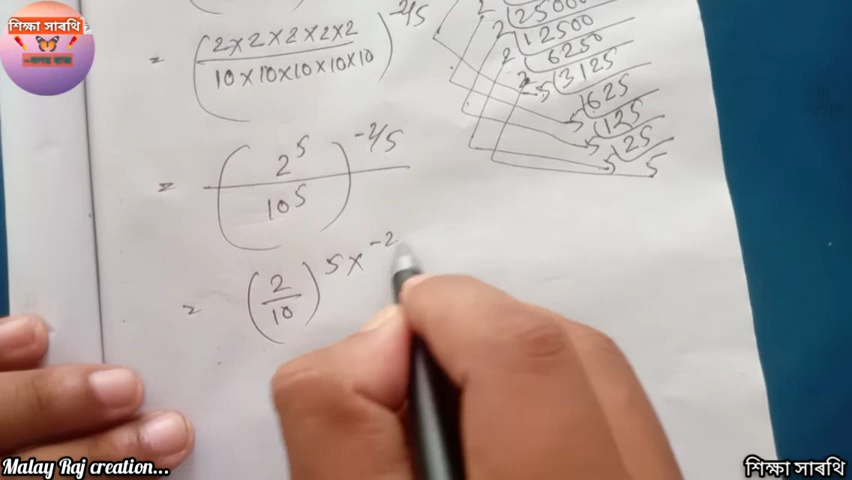 শিক্ষা সাৰথি
2 | 25000
= (2×2×2×2×2 / 10×10×10×10×10)^-2/5
2 | 12500
2 | 6250
2 | 3125
5 | 625
5 | 125
= (2^5 / 10^5)^-2/5
5 | 25
5
= (2/10)^5×-2
Malay Raj creation...
শিক্ষা সাৰথি